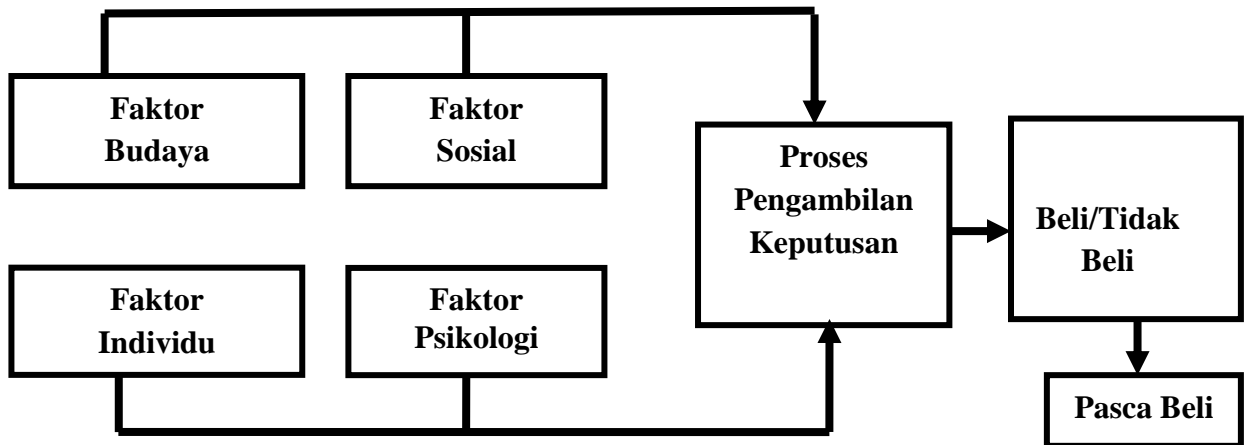 Faktor
Budaya
Faktor
Sosial
Proses
Pengambilan
Keputusan
Beli/Tidak
Beli
Faktor
Individu
Faktor
Psikologi
Pasca Beli